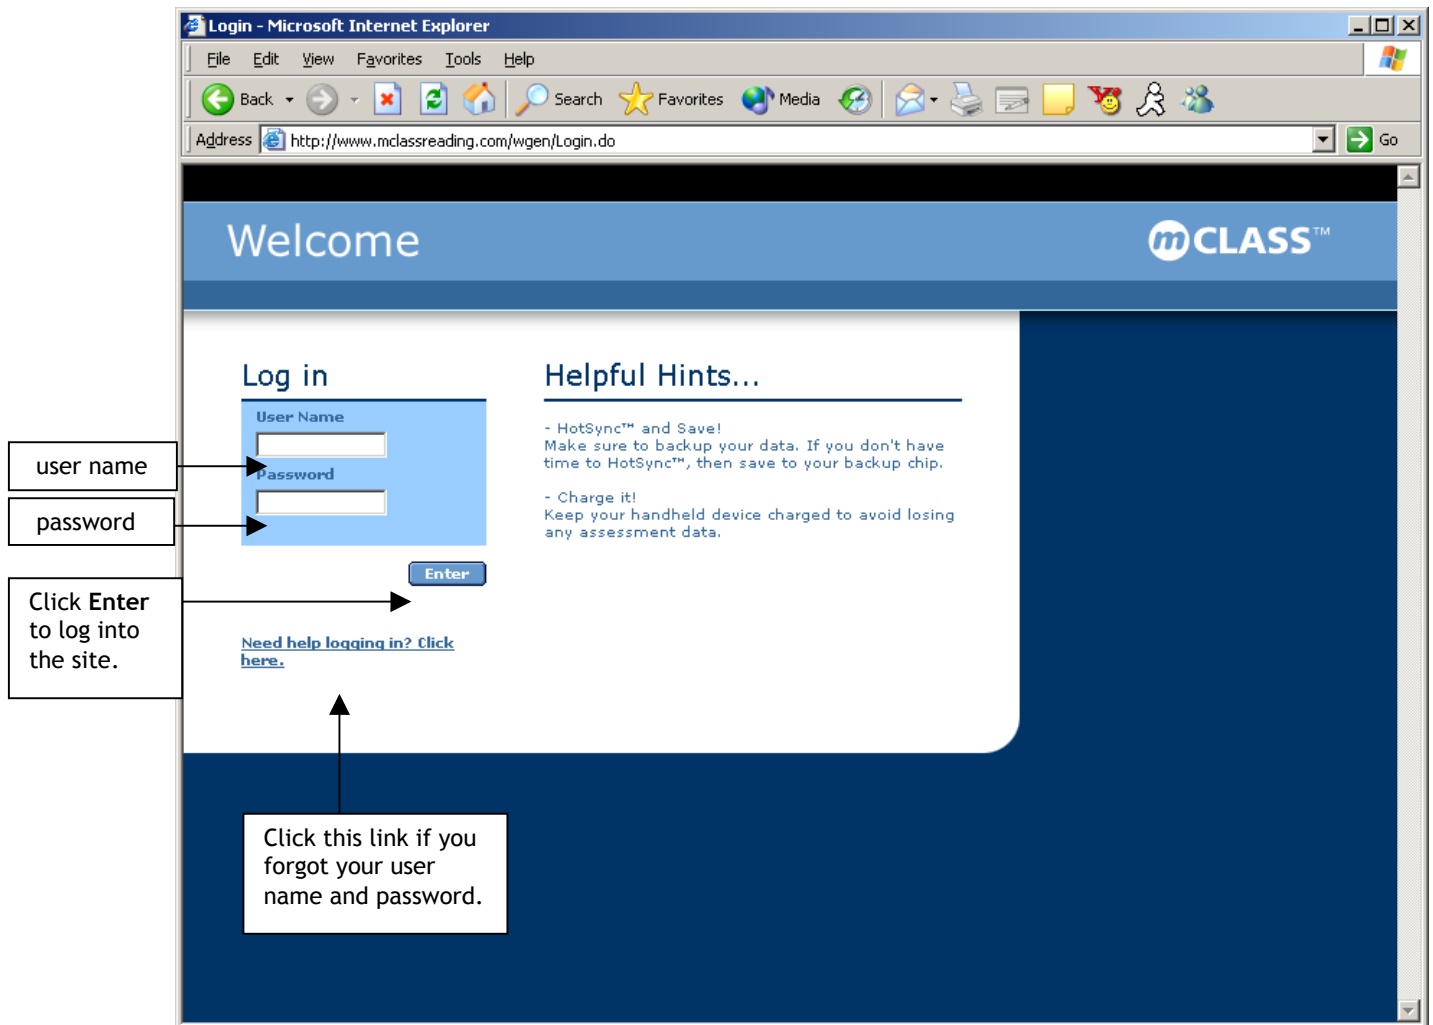 Login - Microsoft Internet Explorer
File Edit View Favorites Tools Help
Back Search Favorites Media
Address http://www.mclassreading.com/wgen/Login.do Go
Welcome mCLASS™
Log in
User Name
Password
Enter
Need help logging in? Click
here.
Helpful Hints...
- HotSync™ and Save!
Make sure to backup your data. If you don't have
time to HotSync™, then save to your backup chip.
- Charge it!
Keep your handheld device charged to avoid losing
any assessment data.
user name
password
Click Enter
to log into
the site.
Click this link if you
forgot your user
name and password.